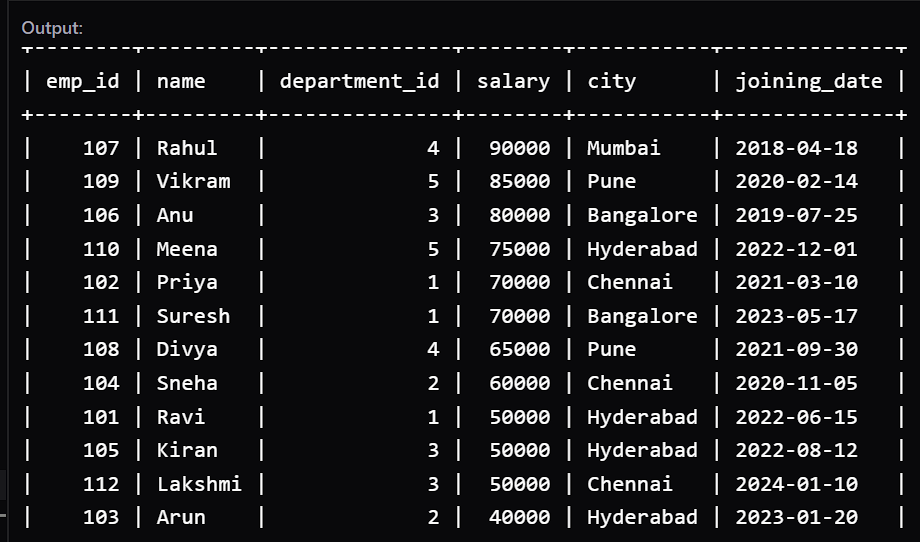 Output:
+--------+---------+---------------+--------+-----------+--------------+
| emp_id | name    | department_id | salary | city      | joining_date |
+--------+---------+---------------+--------+-----------+--------------+
|    107 | Rahul   |             4 |  90000 | Mumbai    | 2018-04-18   |
|    109 | Vikram  |             5 |  85000 | Pune      | 2020-02-14   |
|    106 | Anu     |             3 |  80000 | Bangalore | 2019-07-25   |
|    110 | Meena   |             5 |  75000 | Hyderabad | 2022-12-01   |
|    102 | Priya   |             1 |  70000 | Chennai   | 2021-03-10   |
|    111 | Suresh  |             1 |  70000 | Bangalore | 2023-05-17   |
|    108 | Divya   |             4 |  65000 | Pune      | 2021-09-30   |
|    104 | Sneha   |             2 |  60000 | Chennai   | 2020-11-05   |
|    101 | Ravi    |             1 |  50000 | Hyderabad | 2022-06-15   |
|    105 | Kiran   |             3 |  50000 | Hyderabad | 2022-08-12   |
|    112 | Lakshmi |             3 |  50000 | Chennai   | 2024-01-10   |
|    103 | Arun    |             2 |  40000 | Hyderabad | 2023-01-20   |